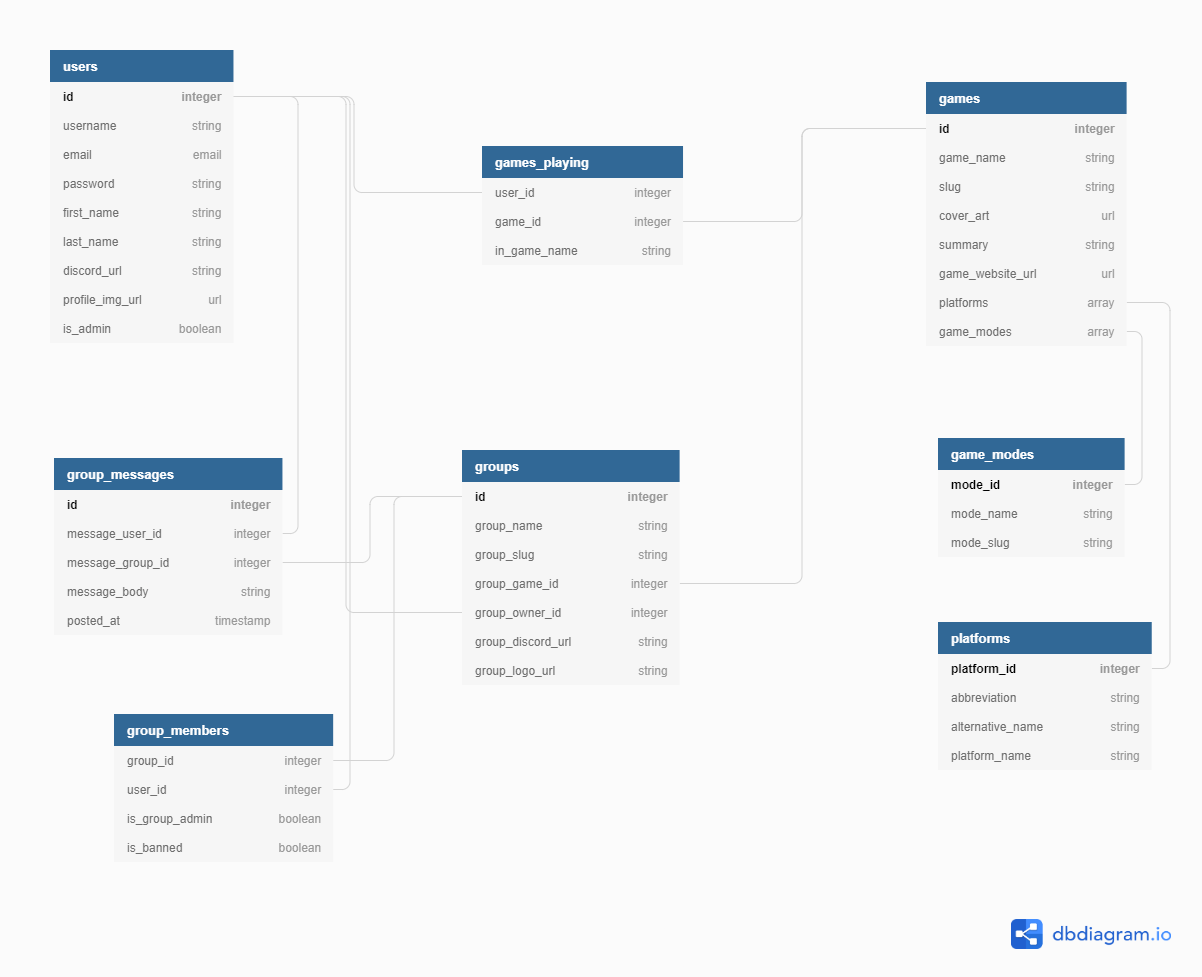 users
id integer
username string
email email
password string
first_name string
last_name string
discord_url string
profile_img_url url
is_admin boolean
games_playing
user_id integer
game_id integer
in_game_name string
games
id integer
game_name string
slug string
cover_art url
summary string
game_website_url url
platforms array
game_modes array
group_messages
id integer
message_user_id integer
message_group_id integer
message_body string
posted_at timestamp
groups
id integer
group_name string
group_slug string
group_game_id integer
group_owner_id integer
group_discord_url string
group_logo_url string
game_modes
mode_id integer
mode_name string
mode_slug string
platforms
platform_id integer
abbreviation string
alternative_name string
platform_name string
group_members
group_id integer
user_id integer
is_group_admin boolean
is_banned boolean
dbdiagram.io